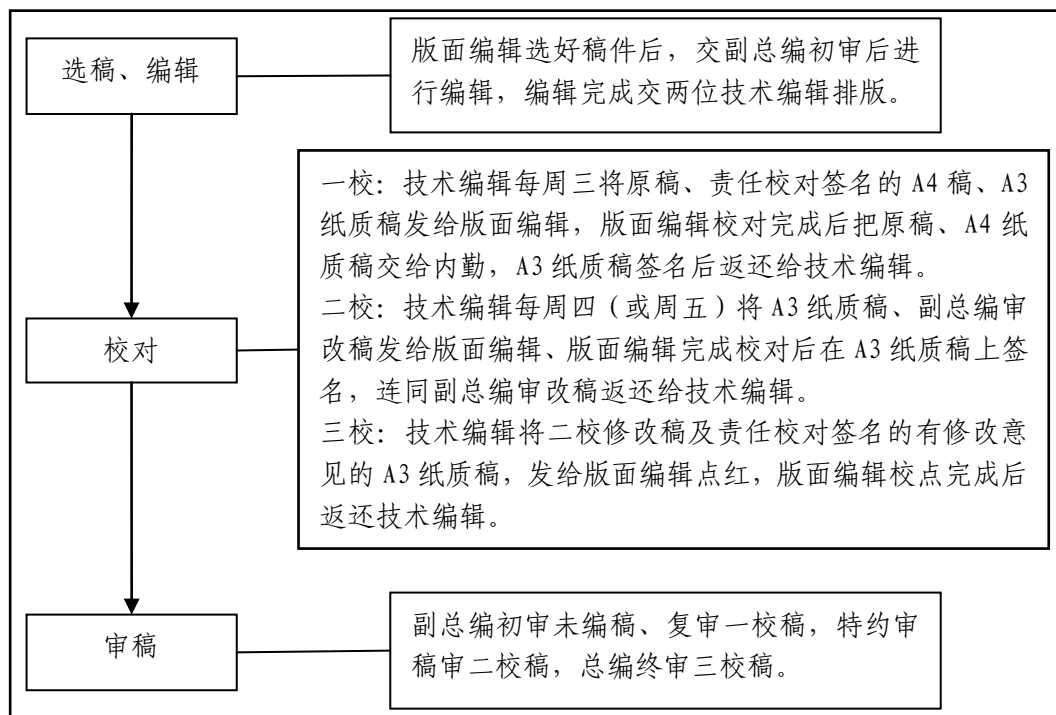 选稿、编辑
版面编辑选好稿件后，交副总编初审后进
行编辑，编辑完成交两位技术编辑排版。
一校：技术编辑每周三将原稿、责任校对签名的 A4 稿、A3
纸质稿发给版面编辑，版面编辑校对完成后把原稿、A4 纸
质稿交给内勤，A3 纸质稿签名后返还给技术编辑。
二校：技术编辑每周四（或周五）将 A3 纸质稿、副总编审
改稿发给版面编辑、版面编辑完成校对后在 A3 纸质稿上签
名，连同副总编审改稿返还给技术编辑。
三校：技术编辑将二校修改稿及责任校对签名的有修改意
见的 A3 纸质稿，发给版面编辑点红，版面编辑校点完成后
返还技术编辑。
校对
审稿
副总编初审未编稿、复审一校稿，特约审
稿审二校稿，总编终审三校稿。